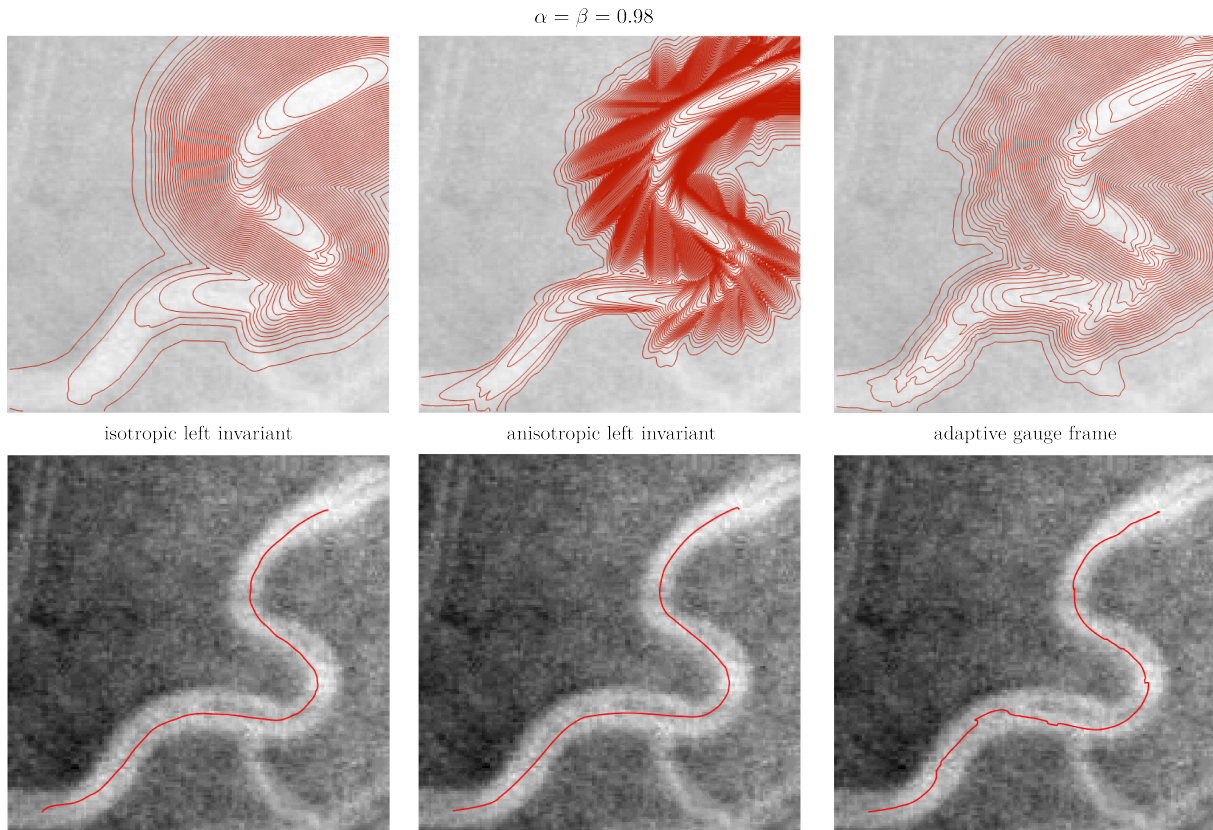 α = β = 0.98
isotropic left invariant
anisotropic left invariant
adaptive gauge frame